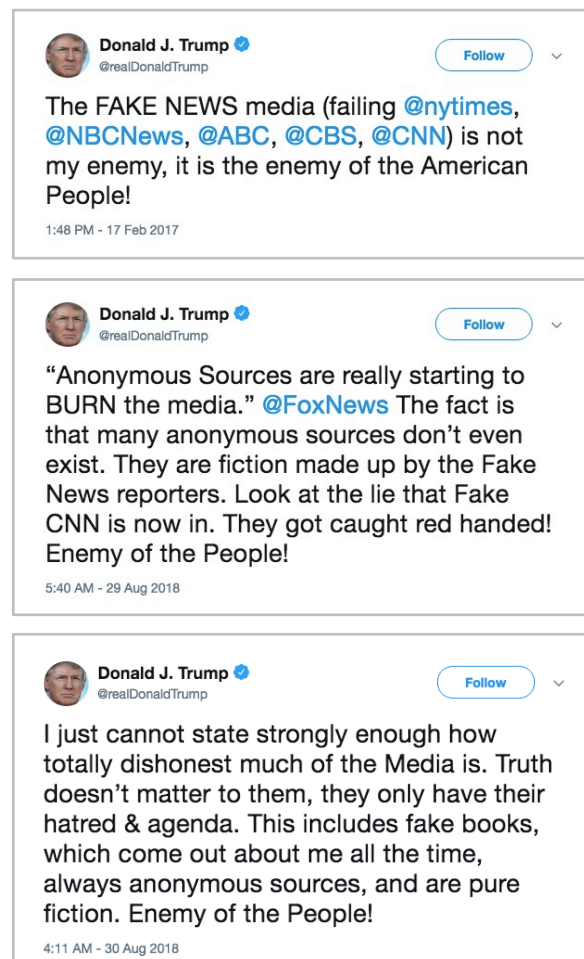 Donald J. Trump
Follow
@realDonaldTrump
The FAKE NEWS media (failing @nytimes,
@NBCNews, @ABC, @CBS, @CNN) is not
my enemy, it is the enemy of the American
People!
1:48 PM - 17 Feb 2017
Donald J. Trump
Follow
@realDonaldTrump
“Anonymous Sources are really starting to
BURN the media.” @FoxNews The fact is
that many anonymous sources don’t even
exist. They are fiction made up by the Fake
News reporters. Look at the lie that Fake
CNN is now in. They got caught red handed!
Enemy of the People!
5:40 AM - 29 Aug 2018
Donald J. Trump
Follow
@realDonaldTrump
I just cannot state strongly enough how
totally dishonest much of the Media is. Truth
doesn’t matter to them, they only have their
hatred & agenda. This includes fake books,
which come out about me all the time,
always anonymous sources, and are pure
fiction. Enemy of the People!
4:11 AM - 30 Aug 2018